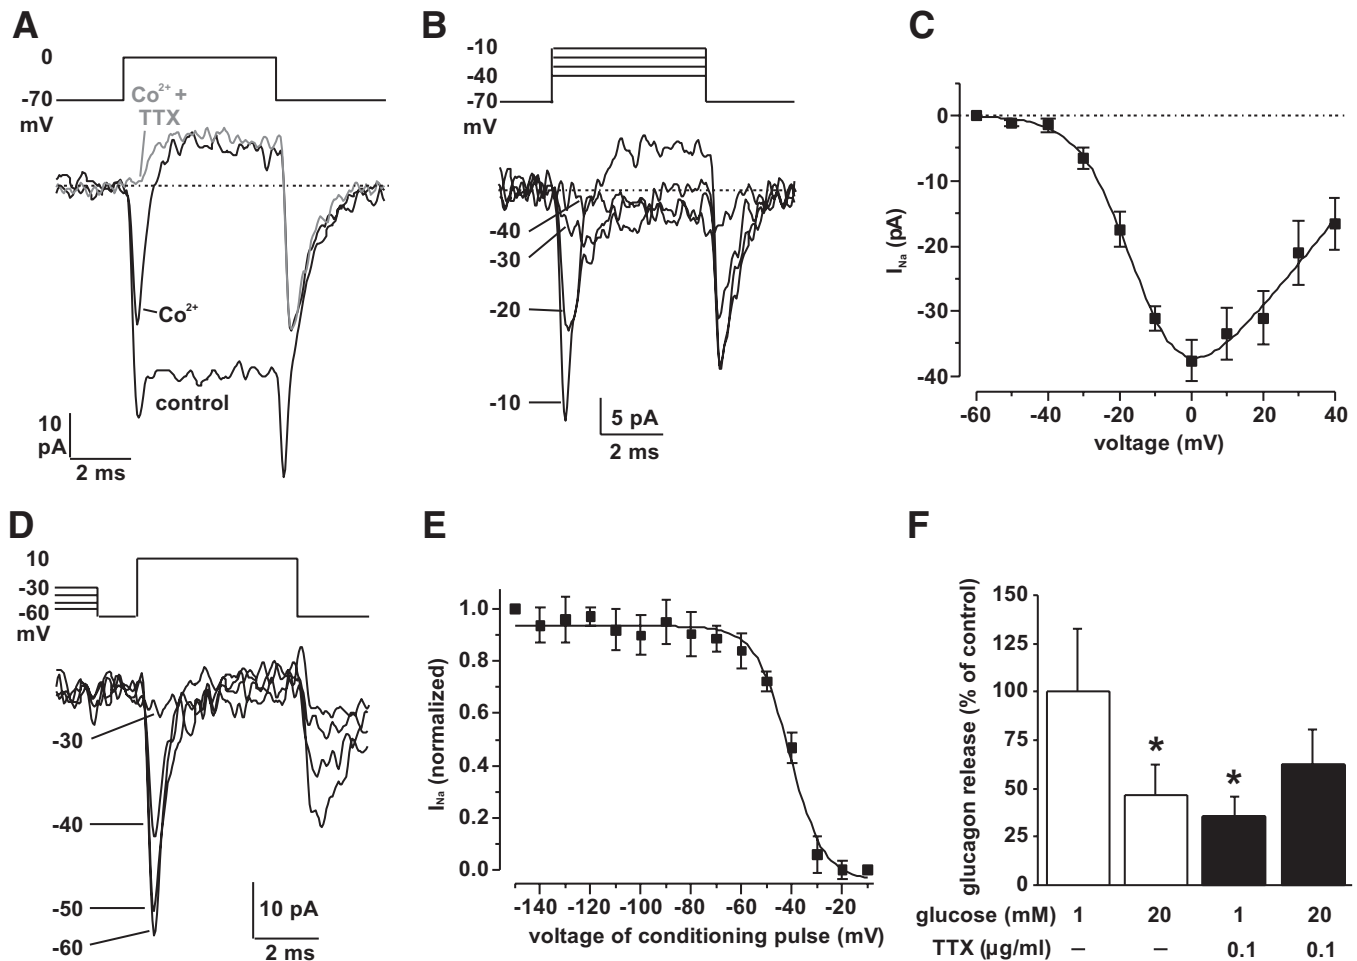 A
0
-70
mV
Co2+ +
TTX
Co2+
control
10
pA
2 ms
B
-10
-40
-70
mV
-40
-30
-20
-10
5 pA
2 ms
C
0
-10
-20
-30
-40
INa (pA)
-60 -40 -20 0 20 40
voltage (mV)
D
10
-30
-60
mV
-30
-40
-50
-60
10 pA
2 ms
E
1.0
0.8
0.6
0.4
0.2
0.0
INa (normalized)
-140 -120 -100 -80 -60 -40 -20
voltage of conditioning pulse (mV)
F
150
125
100
75
50
25
0
glucagon release (% of control)
* *
glucose (mM) 1 20 1 20
TTX (μg/ml) – – 0.1 0.1